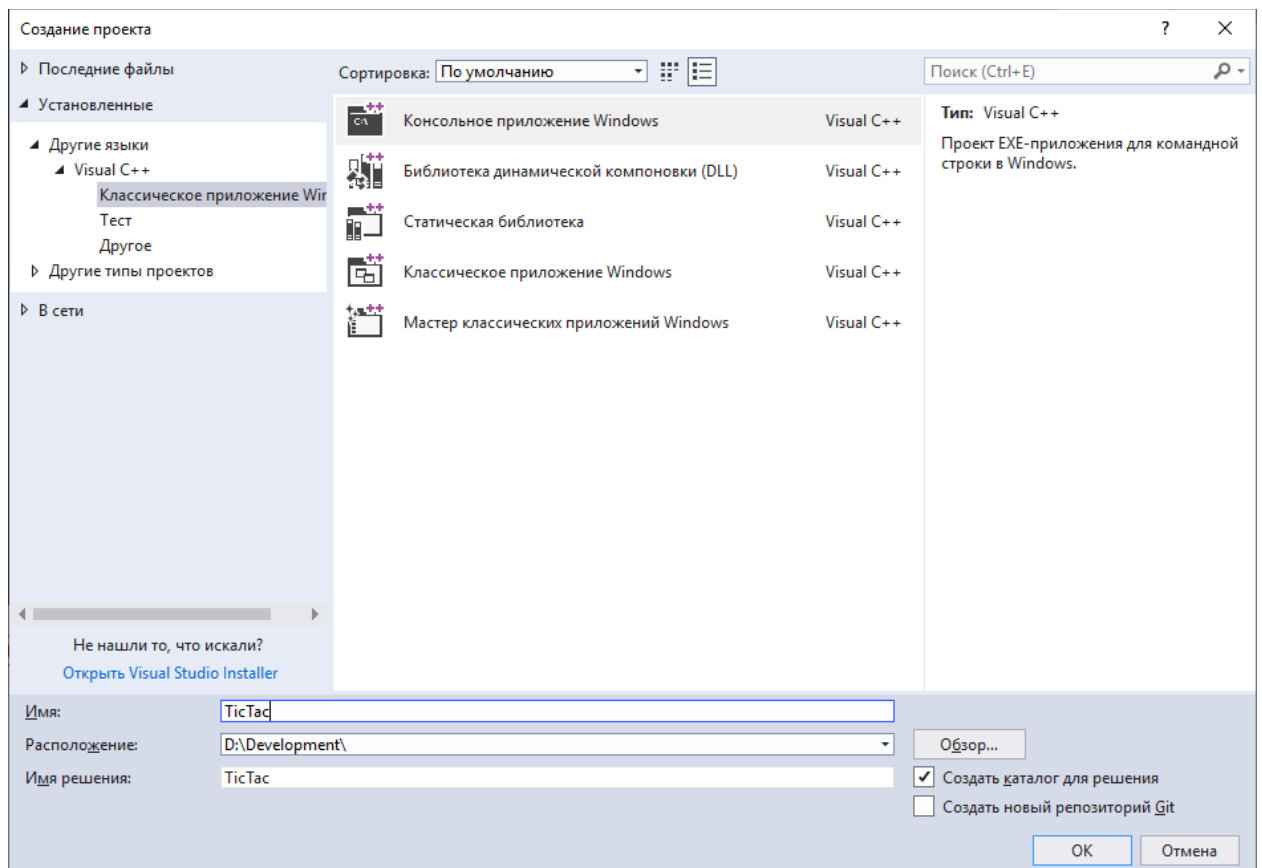 Создание проекта
?
Последние файлы
Установленные
Другие языки
Visual C++
Классическое приложение Wir
Тест
Другое
Другие типы проектов
В сети
Не нашли то, что искали?
Открыть Visual Studio Installer
Сортировка: По умолчанию
Консольное приложение Windows Visual C++
Библиотека динамической компоновки (DLL) Visual C++
Статическая библиотека Visual C++
Классическое приложение Windows Visual C++
Мастер классических приложений Windows Visual C++
Поиск (Ctrl+E)
Тип: Visual C++
Проект EXE-приложения для командной
строки в Windows.
Имя: TicTac
Расположение: D:\Development\ Обзор...
Имя решения: TicTac
Создать каталог для решения
Создать новый репозиторий Git
ОК Отмена